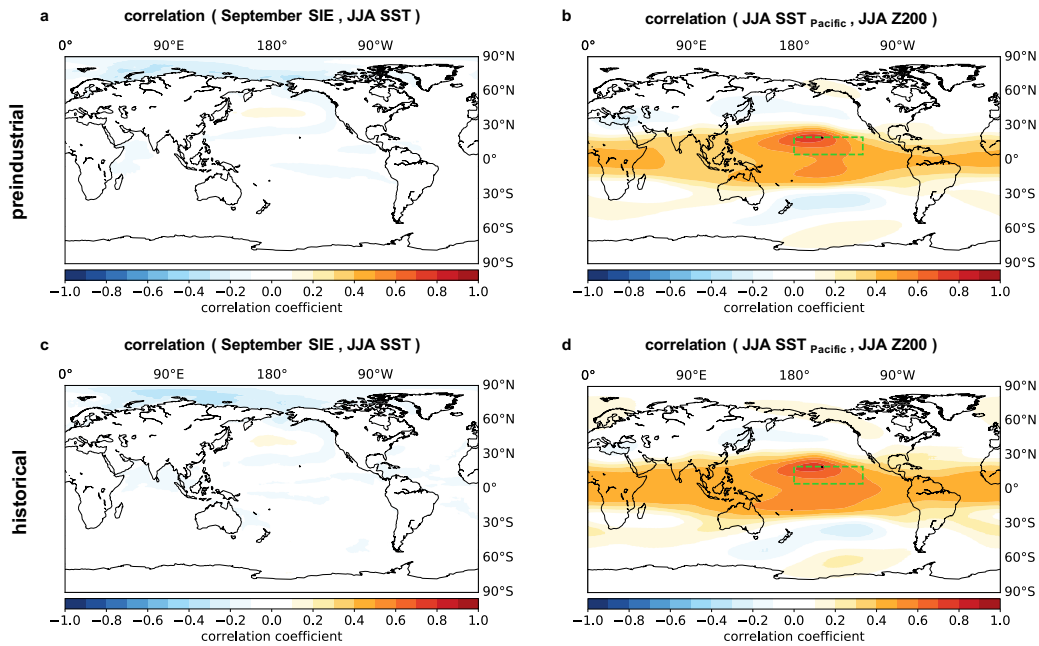 a correlation ( September SIE , JJA SST)
0° 90°E 180° 90°W
90°N
60°N
30°N
0°
30°S
60°S
90°S
preindustrial
−1.0 −0.8 −0.6 −0.4 −0.2 0.0 0.2 0.4 0.6 0.8 1.0
correlation coefficient
b correlation ( JJA SST Pacific , JJA Z200 )
0° 90°E 180° 90°W
90°N
60°N
30°N
0°
30°S
60°S
90°S
−1.0 −0.8 −0.6 −0.4 −0.2 0.0 0.2 0.4 0.6 0.8 1.0
correlation coefficient
c correlation ( September SIE , JJA SST)
0° 90°E 180° 90°W
90°N
60°N
30°N
0°
30°S
60°S
90°S
historical
−1.0 −0.8 −0.6 −0.4 −0.2 0.0 0.2 0.4 0.6 0.8 1.0
correlation coefficient
d correlation ( JJA SST Pacific , JJA Z200 )
0° 90°E 180° 90°W
90°N
60°N
30°N
0°
30°S
60°S
90°S
−1.0 −0.8 −0.6 −0.4 −0.2 0.0 0.2 0.4 0.6 0.8 1.0
correlation coefficient